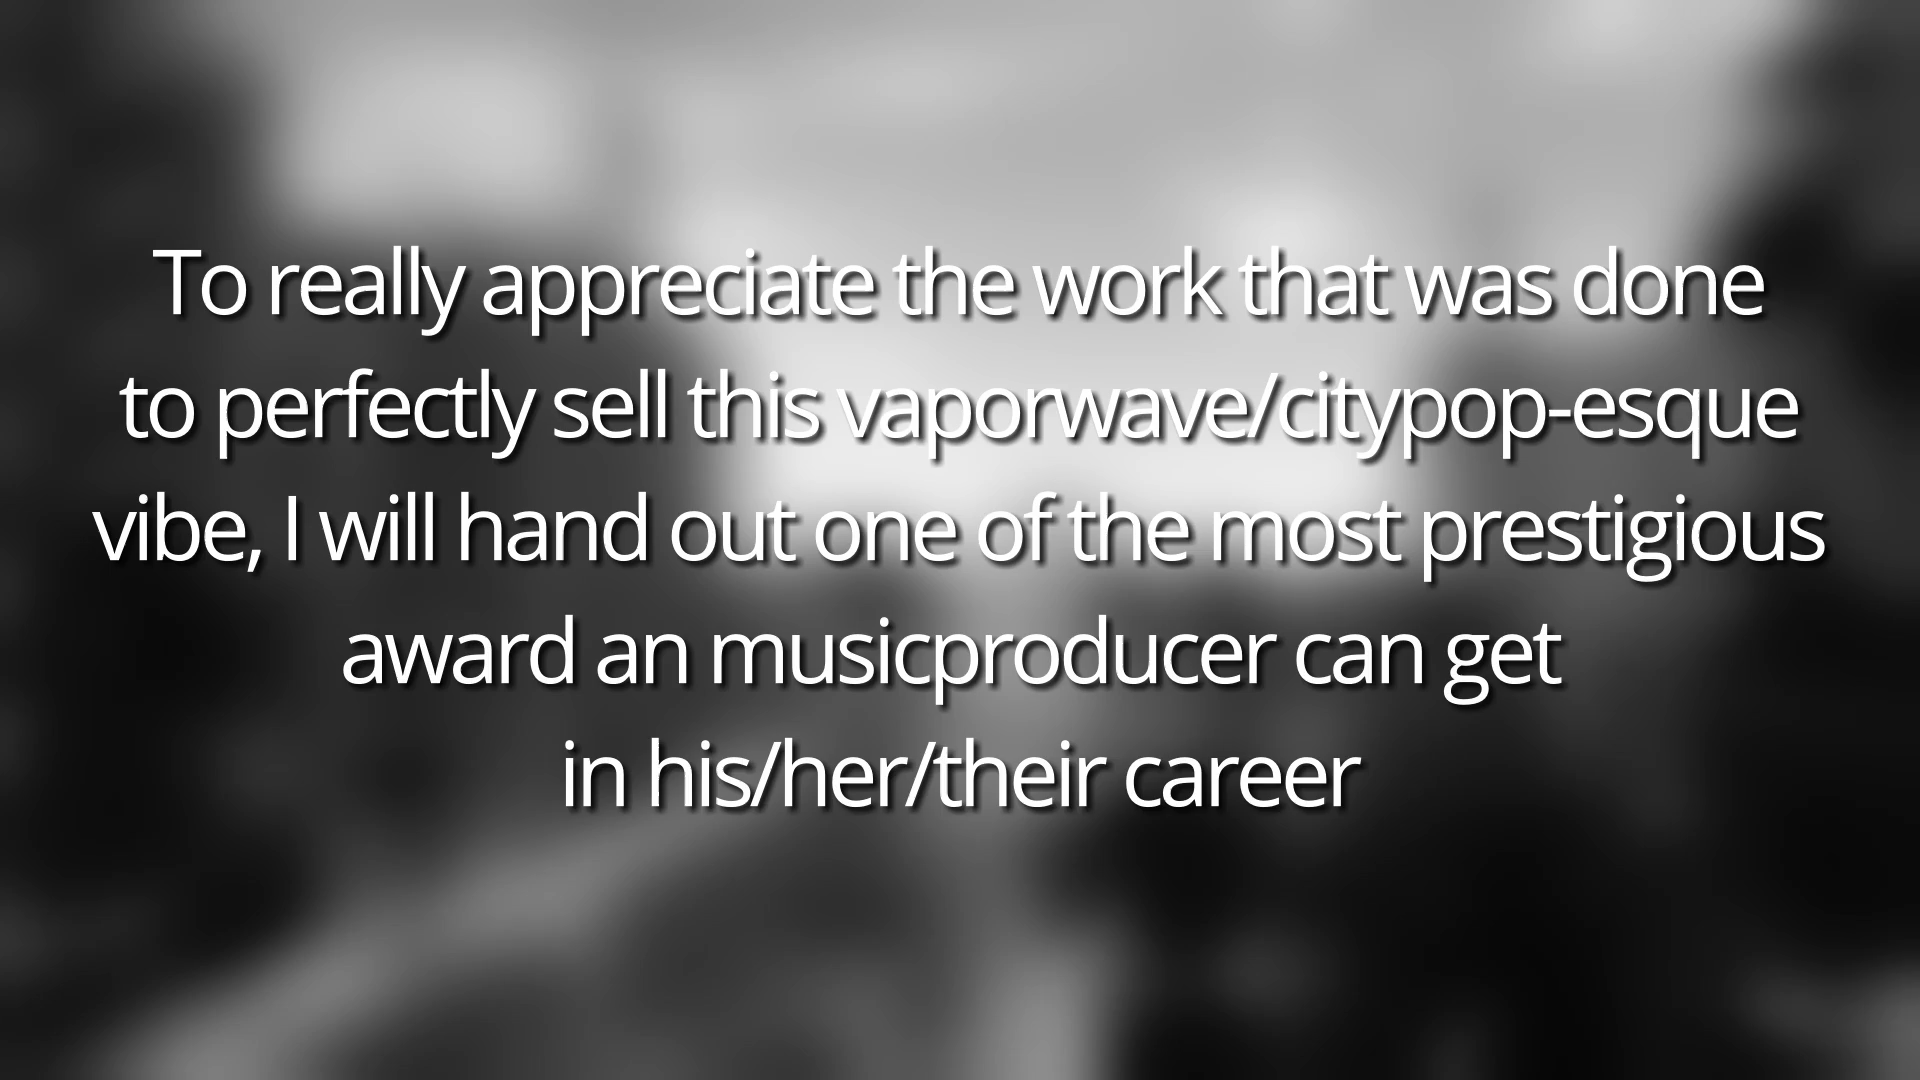 To really appreciate the work that was done
to perfectly sell this vaporwave/citypop-esque
vibe, I will hand out one of the most prestigious
award an musicproducer can get
in his/her/their career